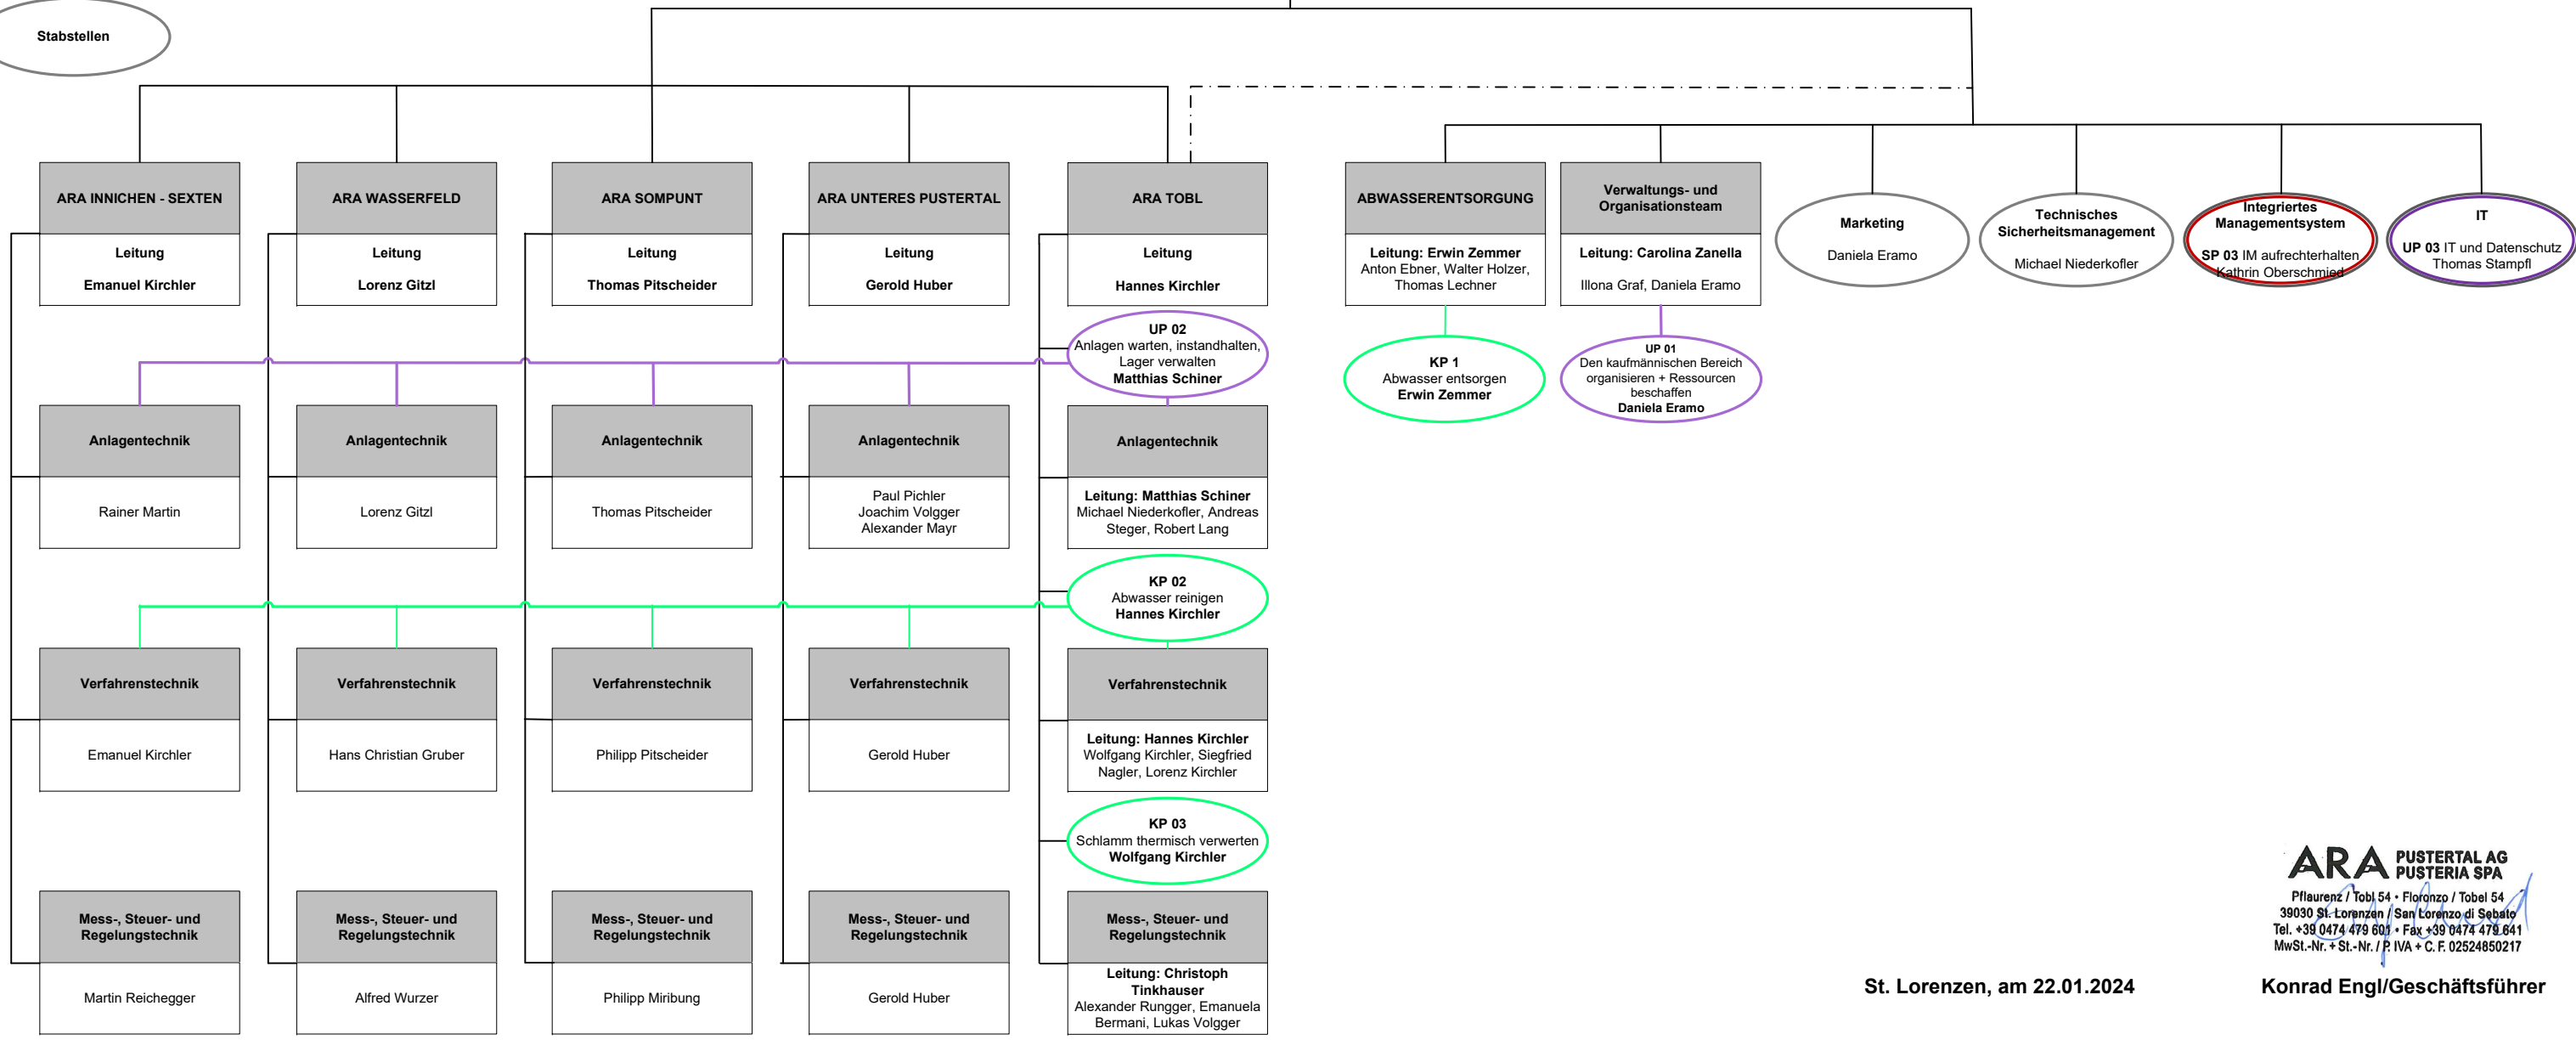 Stabstellen
ARA INNICHEN - SEXTEN
Leitung
Emanuel Kirchler
ARA WASSERFELD
Leitung
Lorenz Gitzl
ARA SOMPUNT
Leitung
Thomas Pitscheider
ARA UNTERES PUSTERTAL
Leitung
Gerold Huber
ARA TOBL
Leitung
Hannes Kirchler
ABWASSERENTSORGUNG
Leitung: Erwin Zemmer
Anton Ebner, Walter Holzer,
Thomas Lechner
Verwaltungs- und
Organisationsteam
Leitung: Carolina Zanella
Illona Graf, Daniela Eramo
Marketing
Daniela Eramo
Technisches
Sicherheitsmanagement
Michael Niederkofler
Integriertes
Managementsystem
SP 03 IM aufrechterhalten
Kathrin Oberschmied
IT
UP 03 IT und Datenschutz
Thomas Stampfl
UP 02
Anlagen warten, instandhalten,
Lager verwalten
Matthias Schiner
KP 1
Abwasser entsorgen
Erwin Zemmer
UP 01
Den kaufmännischen Bereich
organisieren + Ressourcen
beschaffen
Daniela Eramo
Anlagentechnik
Rainer Martin
Anlagentechnik
Lorenz Gitzl
Anlagentechnik
Thomas Pitscheider
Anlagentechnik
Paul Pichler
Joachim Volgger
Alexander Mayr
Anlagentechnik
Leitung: Matthias Schiner
Michael Niederkofler, Andreas
Steger, Robert Lang
KP 02
Abwasser reinigen
Hannes Kirchler
Verfahrenstechnik
Emanuel Kirchler
Verfahrenstechnik
Hans Christian Gruber
Verfahrenstechnik
Philipp Pitscheider
Verfahrenstechnik
Gerold Huber
Verfahrenstechnik
Leitung: Hannes Kirchler
Wolfgang Kirchler, Siegfried
Nagler, Lorenz Kirchler
KP 03
Schlamm thermisch verwerten
Wolfgang Kirchler
Mess-, Steuer- und
Regelungstechnik
Martin Reichegger
Mess-, Steuer- und
Regelungstechnik
Alfred Wurzer
Mess-, Steuer- und
Regelungstechnik
Philipp Miribung
Mess-, Steuer- und
Regelungstechnik
Gerold Huber
Mess-, Steuer- und
Regelungstechnik
Leitung: Christoph
Tinkhauser
Alexander Rungger, Emanuela
Bermani, Lukas Volgger
ARA PUSTERTAL AG
PUSTERIA SPA
Pflaurenz / Tobl 54 • Floronzo / Tobel 54
39030 St. Lorenzen / San Lorenzo di Sebato
Tel. +39 0474 479 601 • Fax +39 0474 479 641
MwSt.-Nr. + St.-Nr. / P. IVA + C. F. 02524850217
St. Lorenzen, am 22.01.2024
Konrad Engl/Geschäftsführer